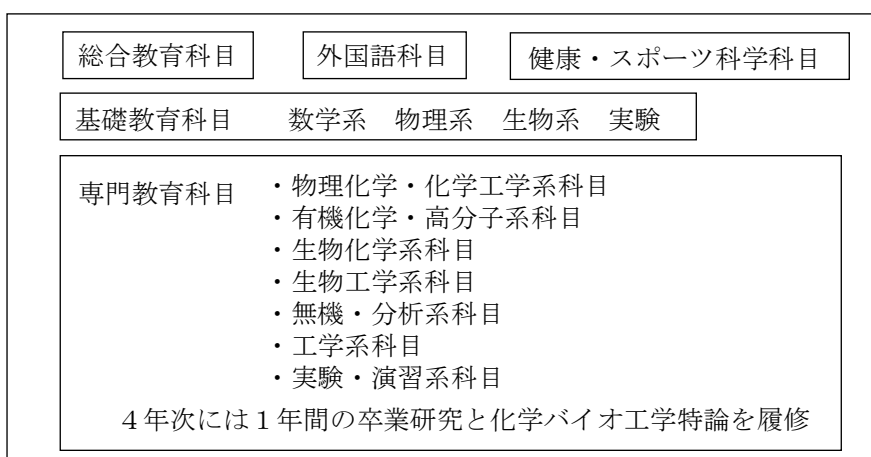 総合教育科目　外国語科目　健康・スポーツ科学科目
基礎教育科目　数学系　物理系　生物系　実験
専門教育科目　・物理化学・化学工学系科目
・有機化学・高分子系科目
・生物化学系科目
・生物工学系科目
・無機・分析系科目
・工学系科目
・実験・演習系科目
４年次には１年間の卒業研究と化学バイオ工学特論を履修